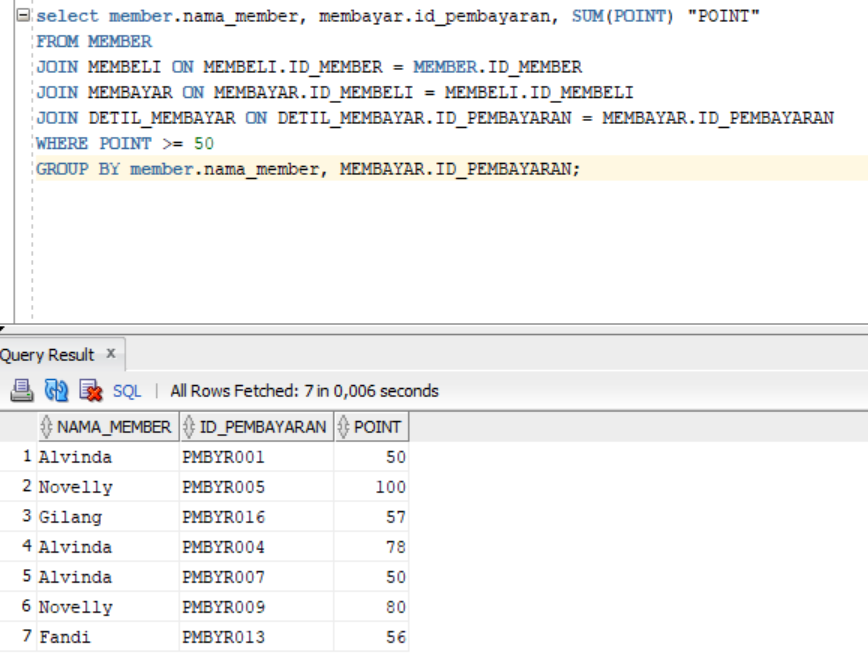 select member.nama_member, membayar.id_pembayaran, SUM(POINT) "POINT"
FROM MEMBER
JOIN MEMBELI ON MEMBELI.ID_MEMBER = MEMBER.ID_MEMBER
JOIN MEMBAYAR ON MEMBAYAR.ID_MEMBELI = MEMBELI.ID_MEMBELI
JOIN DETIL_MEMBAYAR ON DETIL_MEMBAYAR.ID_PEMBAYARAN = MEMBAYAR.ID_PEMBAYARAN
WHERE POINT >= 50
GROUP BY member.nama_member, MEMBAYAR.ID_PEMBAYARAN;
Query Result x
SQL | All Rows Fetched: 7 in 0,006 seconds
NAMA_MEMBER ID_PEMBAYARAN POINT
1 Alvinda PMBYR001 50
2 Novelly PMBYR005 100
3 Gilang PMBYR016 57
4 Alvinda PMBYR004 78
5 Alvinda PMBYR007 50
6 Novelly PMBYR009 80
7 Fandi PMBYR013 56